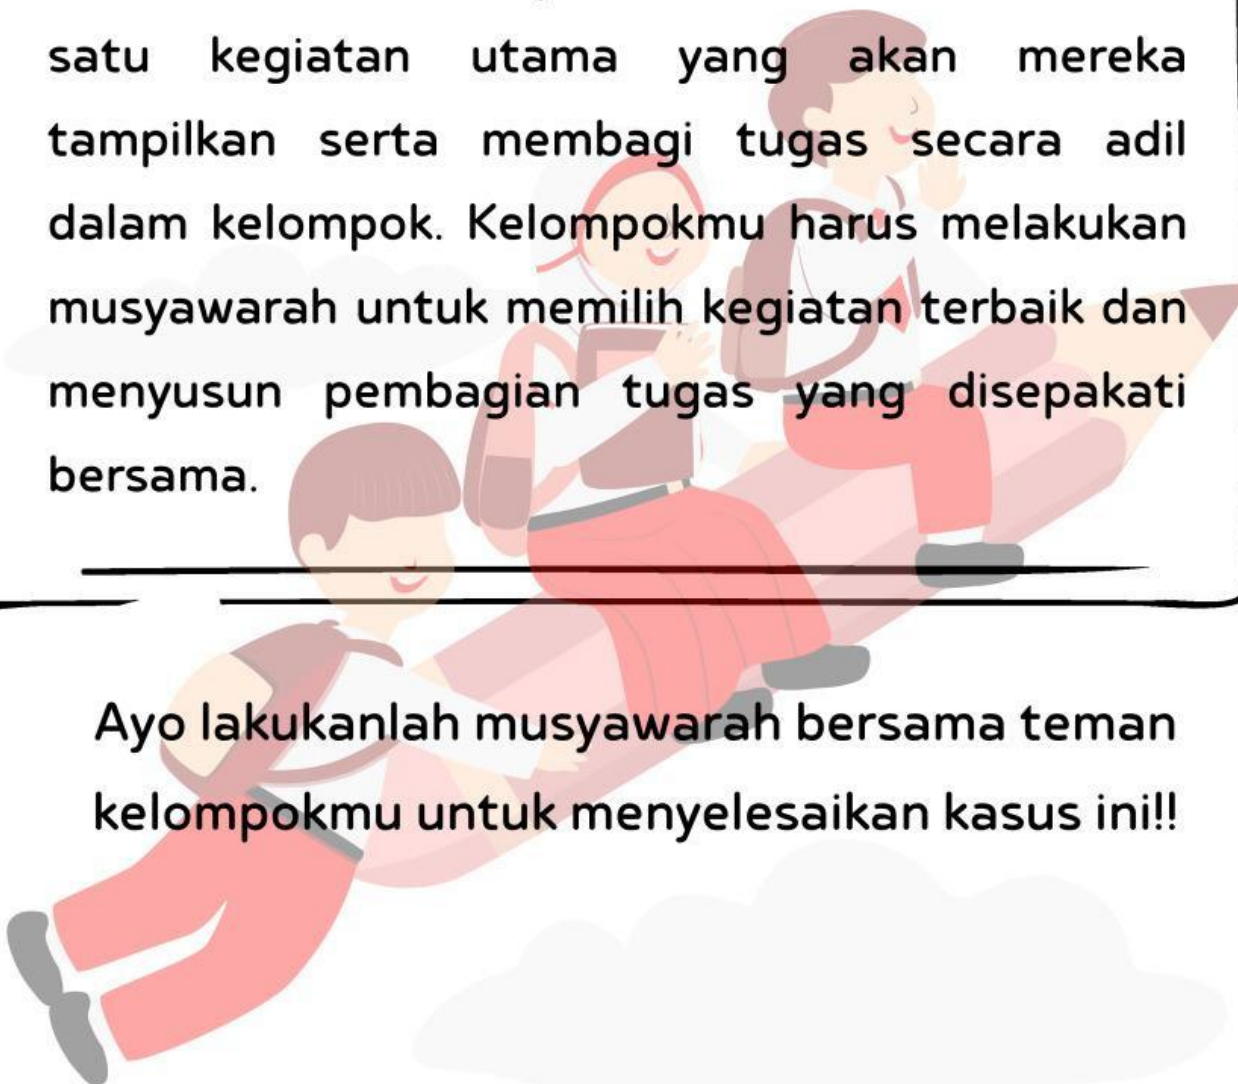 satu kegiatan utama yang akan mereka
tampilkan serta membagi tugas secara adil
dalam kelompok. Kelompokmu harus melakukan
musyawarah untuk memilih kegiatan terbaik dan
menyusun pembagian tugas yang disepakati
bersama.
Ayo lakukanlah musyawarah bersama teman
kelompokmu untuk menyelesaikan kasus ini!!